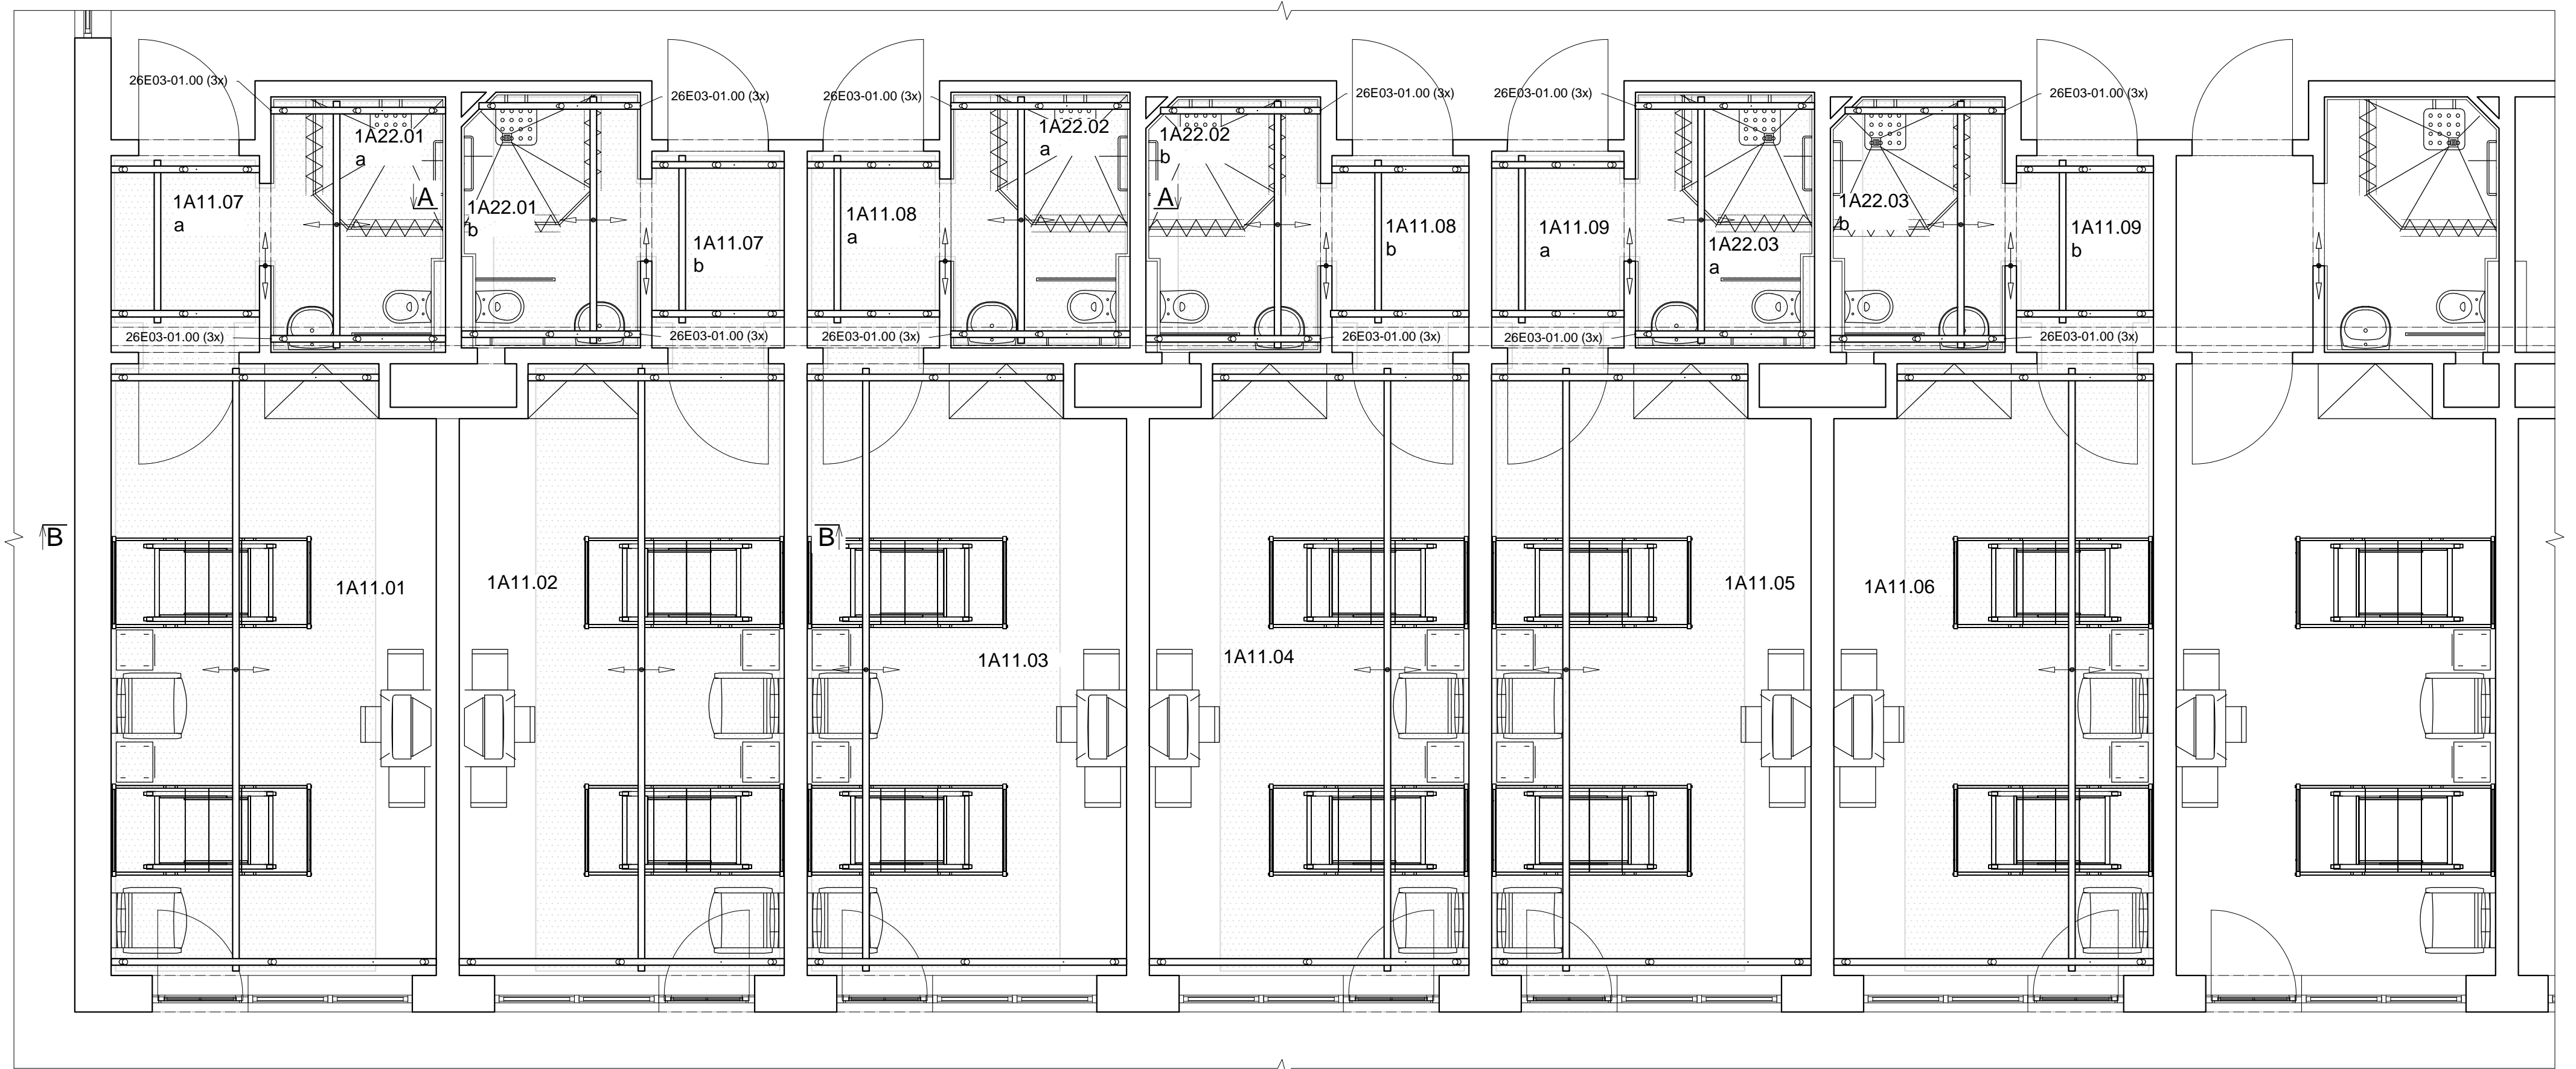 26E03-01.00 (3x)
26E03-01.00 (3x)
26E03-01.00 (3x)
26E03-01.00 (3x)
26E03-01.00 (3x)
26E03-01.00 (3x)
1A22.01
a
1A22.01
b
1A22.02
a
1A22.02
b
1A22.03
a
1A22.03
b
A
A
1A11.07
a
1A11.07
b
1A11.08
a
1A11.08
b
1A11.09
a
1A11.09
b
26E03-01.00 (3x)
26E03-01.00 (3x)
26E03-01.00 (3x)
26E03-01.00 (3x)
26E03-01.00 (3x)
26E03-01.00 (3x)
B
B
1A11.01
1A11.02
1A11.03
1A11.04
1A11.05
1A11.06